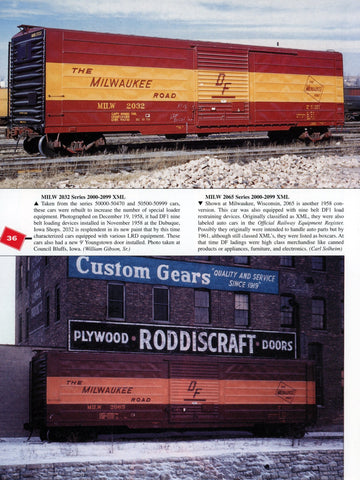 THE
MILWAUKEE
ROAD
MILW 2032
DF
MILW 2032 Series 2000-2099 XML
▲ Taken from the series 50000-50470 and 50500-50999 cars,
these cars were rebuilt to increase the number of special loader
equipment. Photographed on December 19, 1958, it had DF1 nine
belt loading devices installed in November 1958 at the Dubuque,
Iowa Shops. 2032 is resplendent in its new paint that by this time
characterized cars equipped with various LRD equipment. These
cars also had a new 9' Youngstown door installed. Photo taken at
Council Bluffs, Iowa. (William Gibson, Sr.)
MILW 2065 Series 2000-2099 XML
▼ Shown at Milwaukee, Wisconsin, 2065 is another 1958 con-
version. This car was also equipped with nine belt DF1 load
restraining devices. Originally classified as XML, they were also
labeled auto cars in the Official Railway Equipment Register.
Possibly they originally were intended to handle auto parts but by
1961, although still classed XML's, they were listed as boxcars. At
that time DF ladings were high class merchandise like canned
products or appliances, furniture, and electronics. (Carl Solheim)
36
Custom Gears QUALITY AND SERVICE
SINCE 1919
PLYWOOD • RODDISCRAFT • DOORS
THE
MILWAUKEE
ROAD
MILW 2065
DF